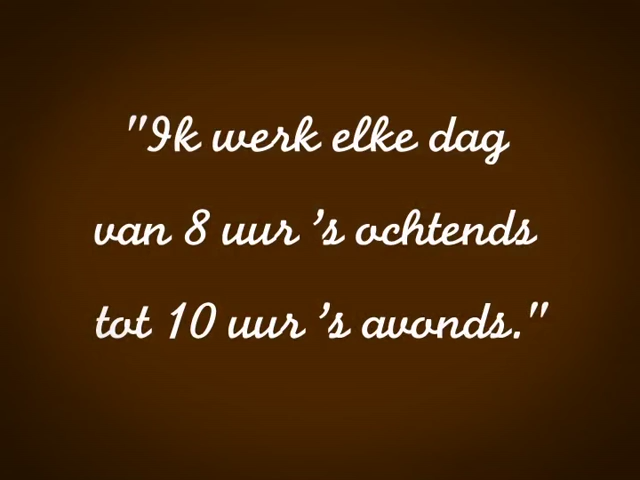 "Ik werk elke dag
van 8 uur 's ochtends
tot 10 uur 's avonds."